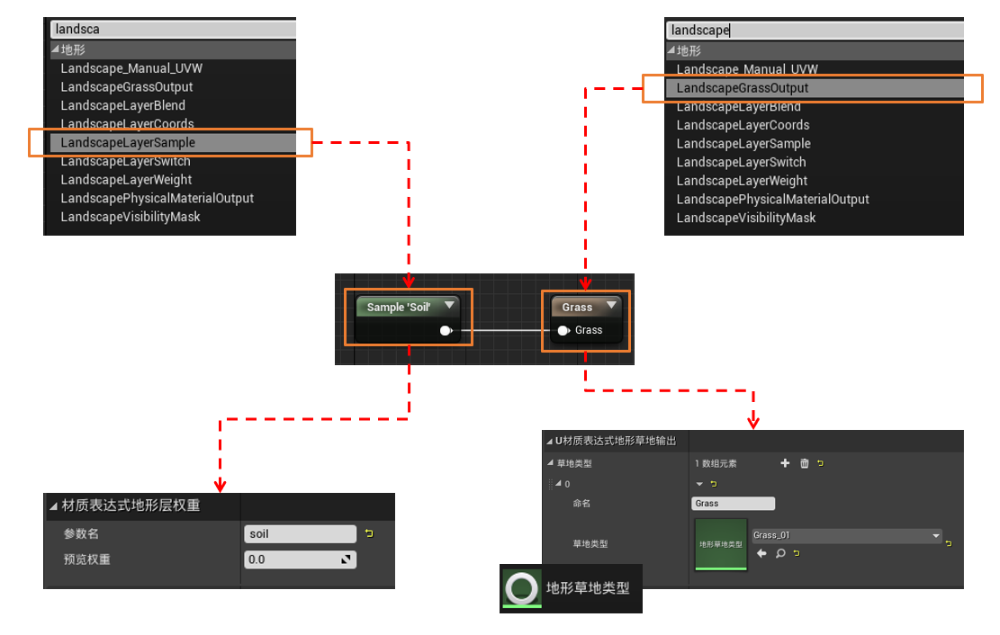 landsca
地形
Landscape_Manual_UVW
LandscapeGrassOutput
LandscapeLayerBlend
LandscapeLayerCoords
LandscapeLayerSample
LandscapeLayerSwitch
LandscapeLayerWeight
LandscapePhysicalMaterialOutput
LandscapeVisibilityMask
landscape
地形
Landscape_Manual_UVW
LandscapeGrassOutput
LandscapeLayerBlend
LandscapeLayerCoords
LandscapeLayerSample
LandscapeLayerSwitch
LandscapeLayerWeight
LandscapePhysicalMaterialOutput
LandscapeVisibilityMask
Sample 'Soil'
Grass
Grass
材质表达式地形层权重
参数名 soil
预览权重 0.0
U材质表达式地形草地输出
草地类型 1 数组元素
0
命名 Grass
草地类型 地形草地类型 Grass_01
地形草地类型